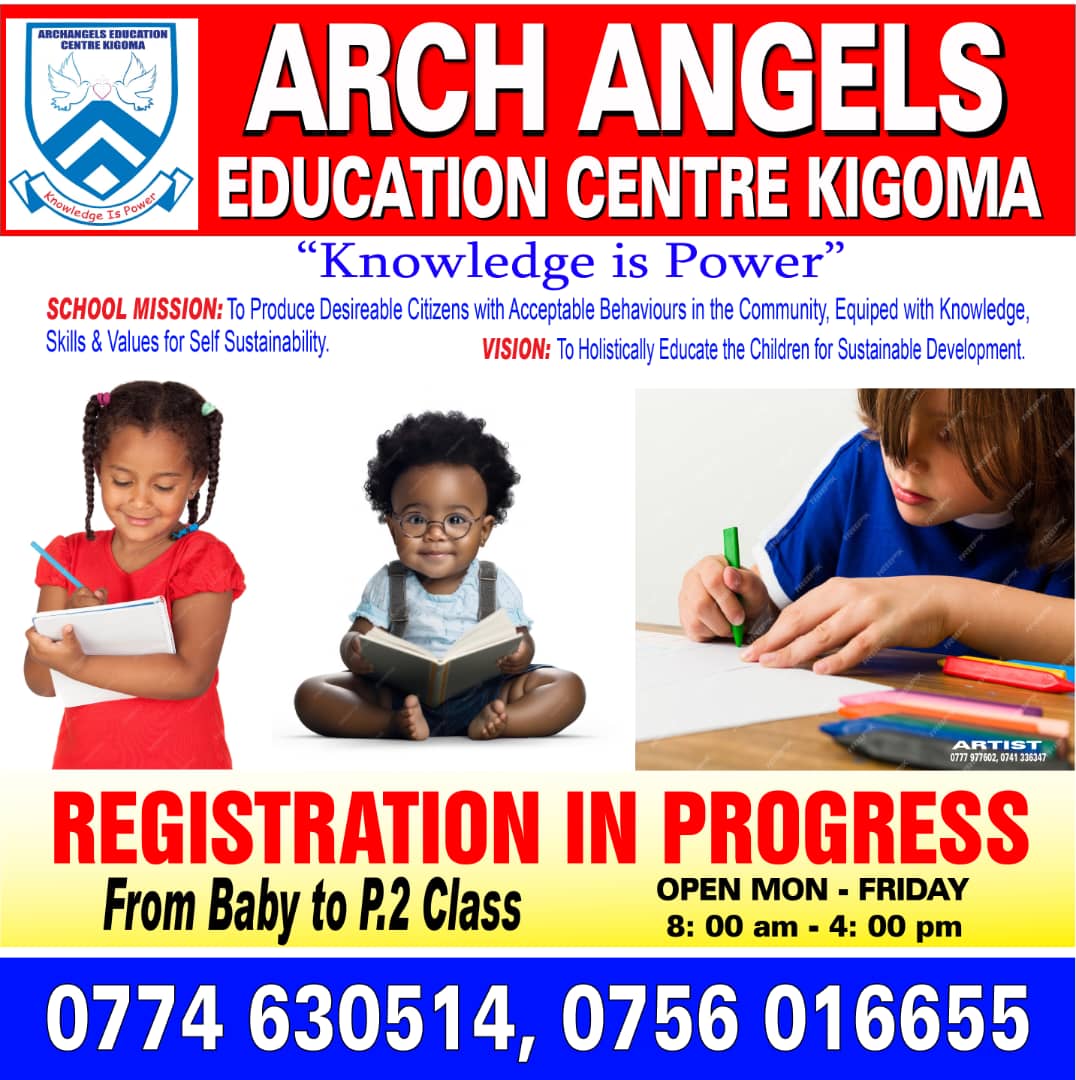 ARCHANGELS EDUCATION
CENTRE KIGOMA
Knowledge Is Power
ARCH ANGELS
EDUCATION CENTRE KIGOMA
“Knowledge is Power”
SCHOOL MISSION: To Produce Desireable Citizens with Acceptable Behaviours in the Community, Equiped with Knowledge,
Skills & Values for Self Sustainability.
VISION: To Holistically Educate the Children for Sustainable Development.
ARTIST
0777 977602, 0741 336347
REGISTRATION IN PROGRESS
From Baby to P.2 Class
OPEN MON - FRIDAY
8: 00 am - 4: 00 pm
0774 630514, 0756 016655